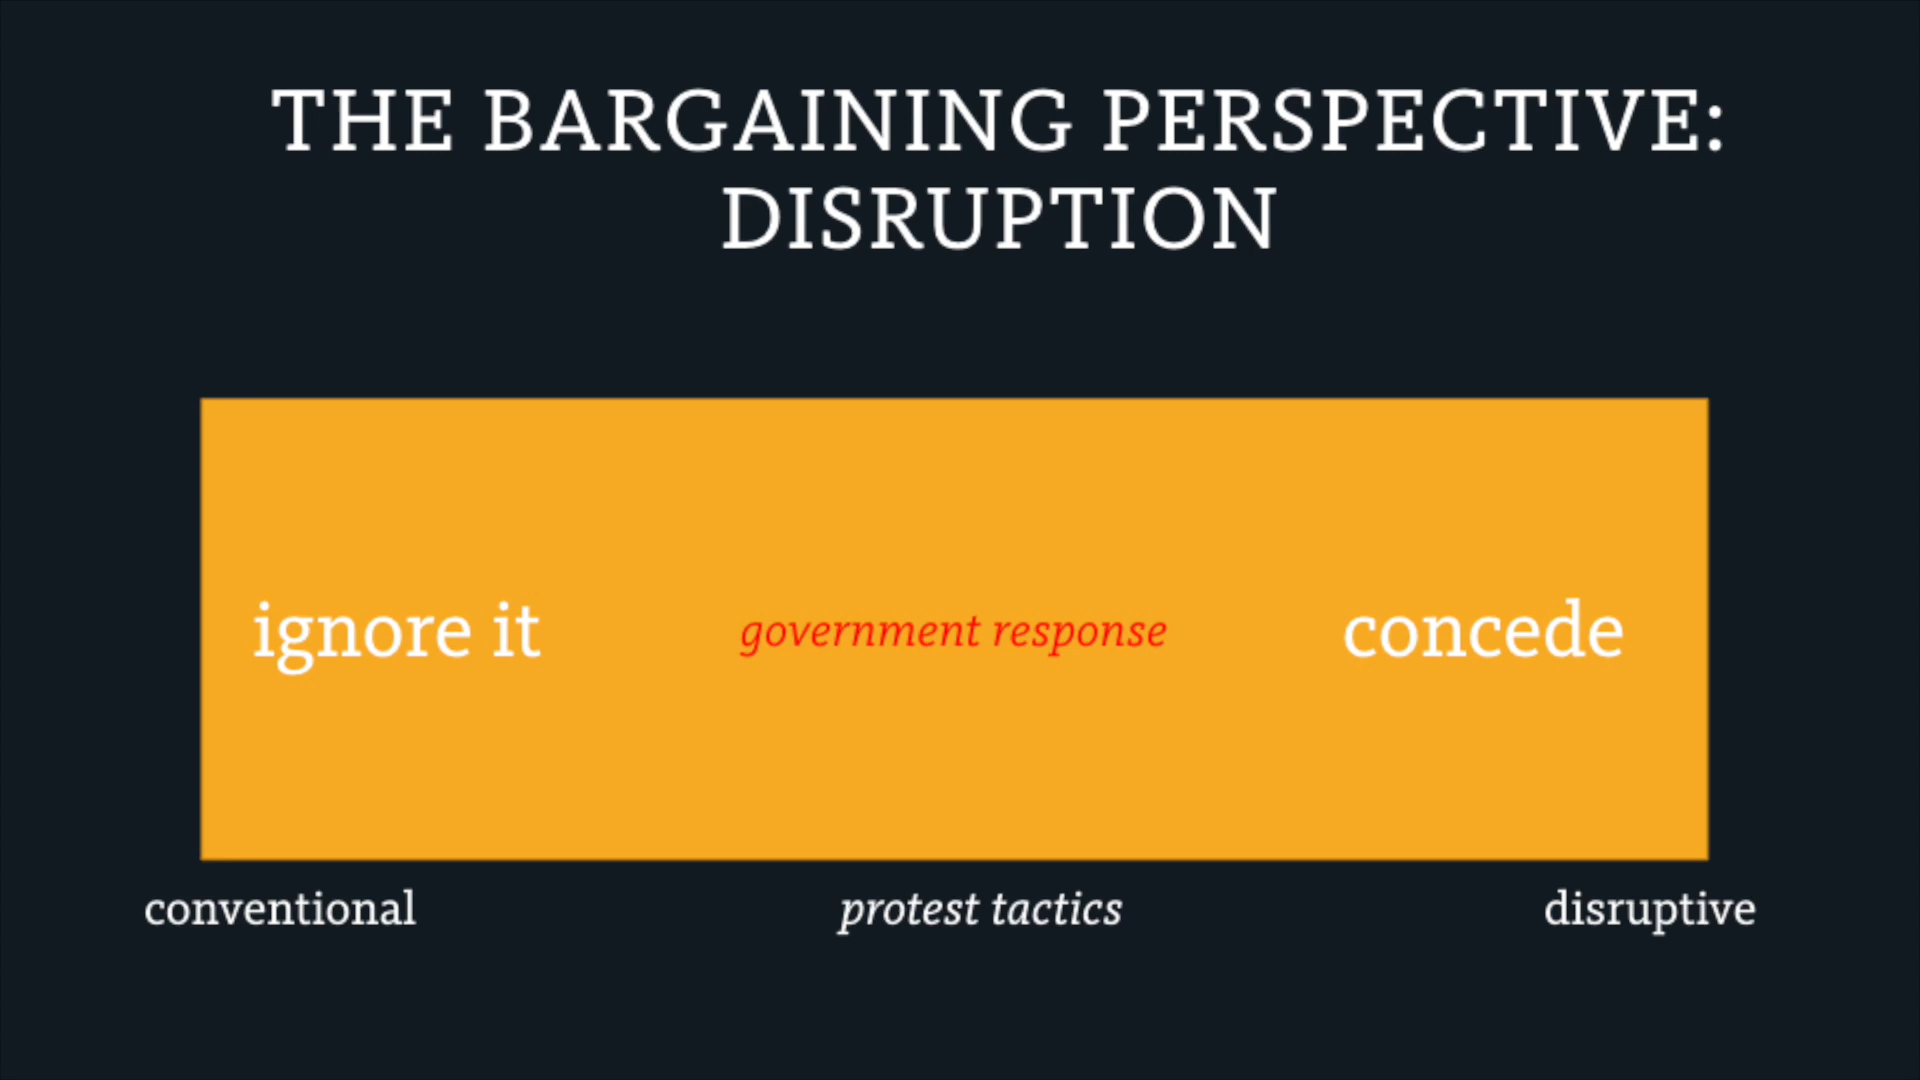 THE BARGAINING PERSPECTIVE:
DISRUPTION
ignore it government response concede
conventional protest tactics disruptive